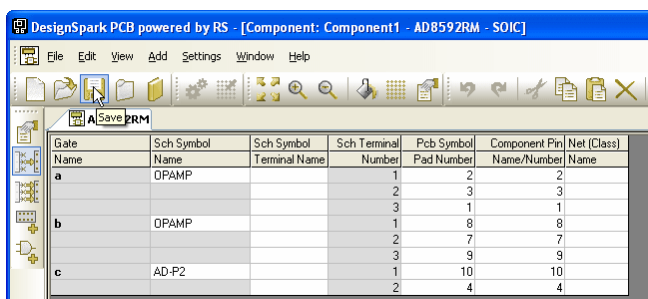 DesignSpark PCB powered by RS - [Component: Component1 - AD8592RM - SOIC]
File Edit View Add Settings Window Help
A Save 2RM
Gate Sch Symbol Sch Symbol Sch Terminal Pcb Symbol Component Pin Net (Class)
Name Name Terminal Name Number Pad Number Name/Number Name
a OPAMP 1 2 2
2 3 3
3 1 1
b OPAMP 1 8 8
2 7 7
3 9 9
c AD-P2 1 10 10
2 4 4